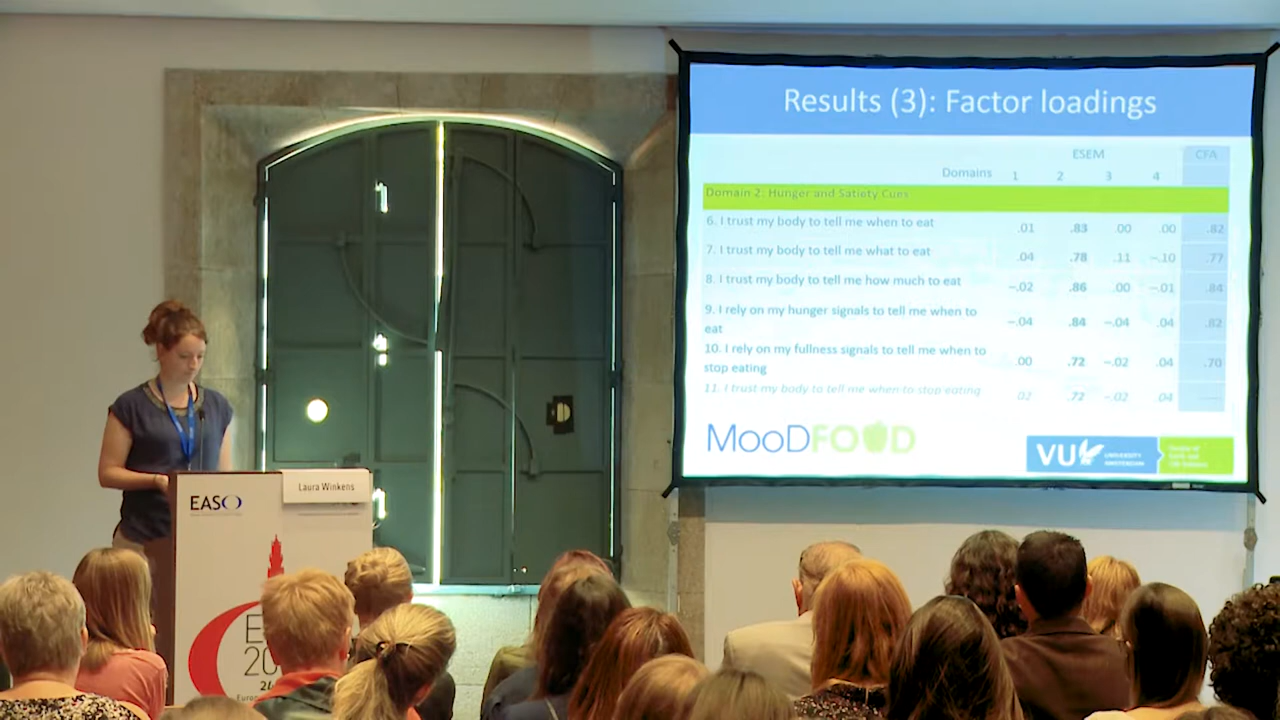 Results (3): Factor loadings
ESEM CFA
Domains 1 2 3 4
Domain 2: Hunger and Satiety Cues
6. I trust my body to tell me when to eat .01 .83 .00 .00 .82
7. I trust my body to tell me what to eat .04 .78 .11 –.10 .77
8. I trust my body to tell me how much to eat –.02 .86 .00 –.01 .84
9. I rely on my hunger signals to tell me when to
eat –.04 .84 –.04 .04 .82
10. I rely on my fullness signals to tell me when to
stop eating .00 .72 –.02 .04 .70
11. I trust my body to tell me when to stop eating .02 .72 –.02 .04
MooDFOOD
VU UNIVERSITY
AMSTERDAM
Laura Winkens
EASO
E
20